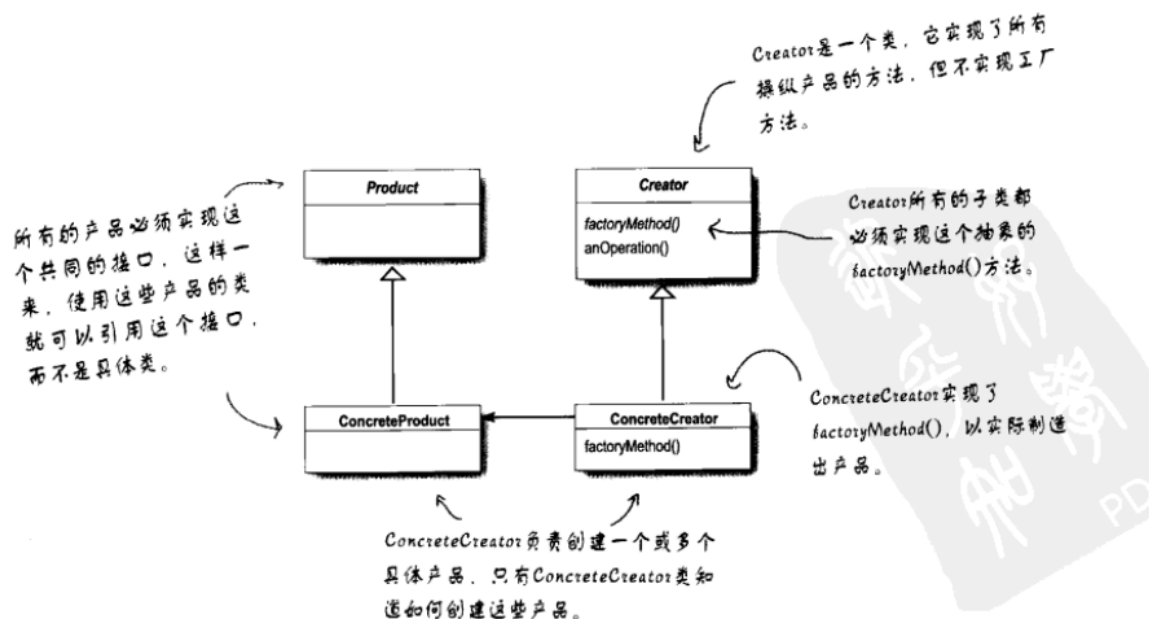 Creator是一个类，它实现了所有
操纵产品的方法，但不实现工厂
方法。
Product
Creator
factoryMethod()
anOperation()
所有的产品必须实现这
个共同的接口，这样一
来，使用这些产品的类
就可以引用这个接口，
而不是具体类。
Creator所有的子类都
必须实现这个抽象的
factoryMethod()方法。
ConcreteProduct
ConcreteCreator
factoryMethod()
ConcreteCreator实现了
factoryMethod()，以实际制造
出产品。
ConcreteCreator负责创建一个或多个
具体产品，只有ConcreteCreator类知
道如何创建这些产品。
PD